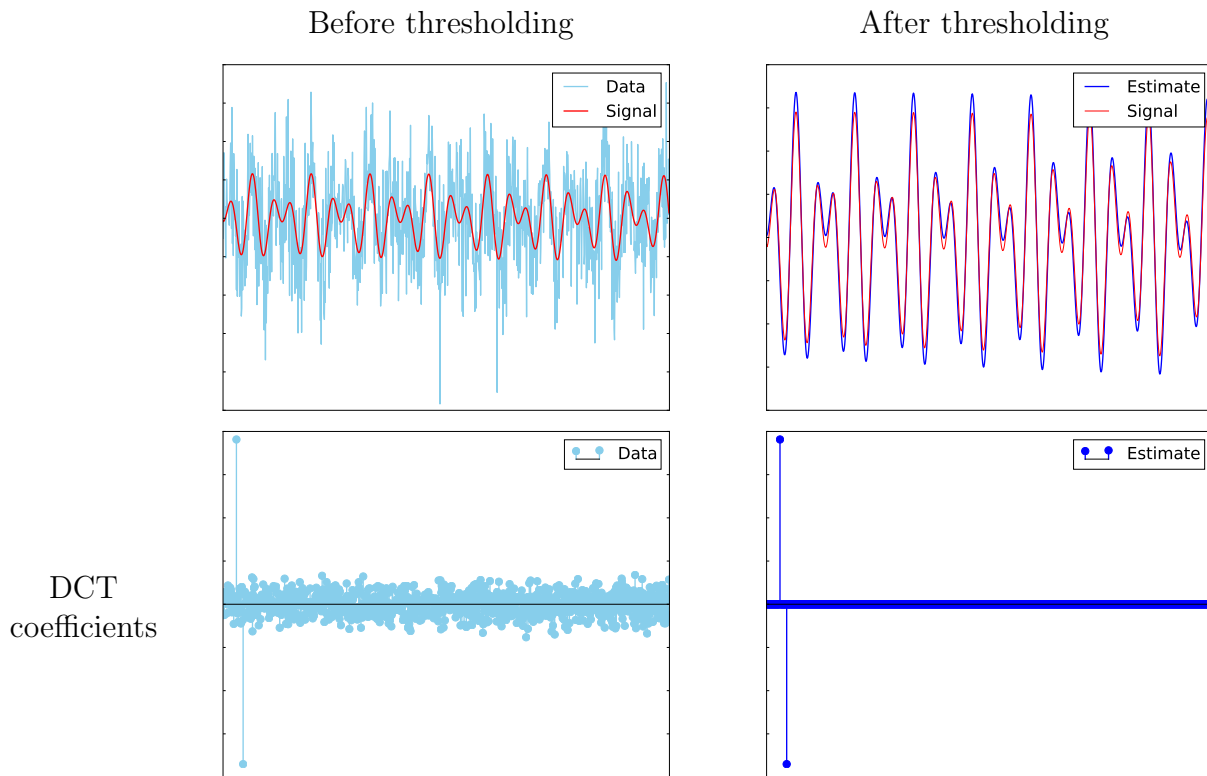 Before thresholding
After thresholding
Data
Signal
Estimate
Signal
Data
Estimate
DCT
coefficients